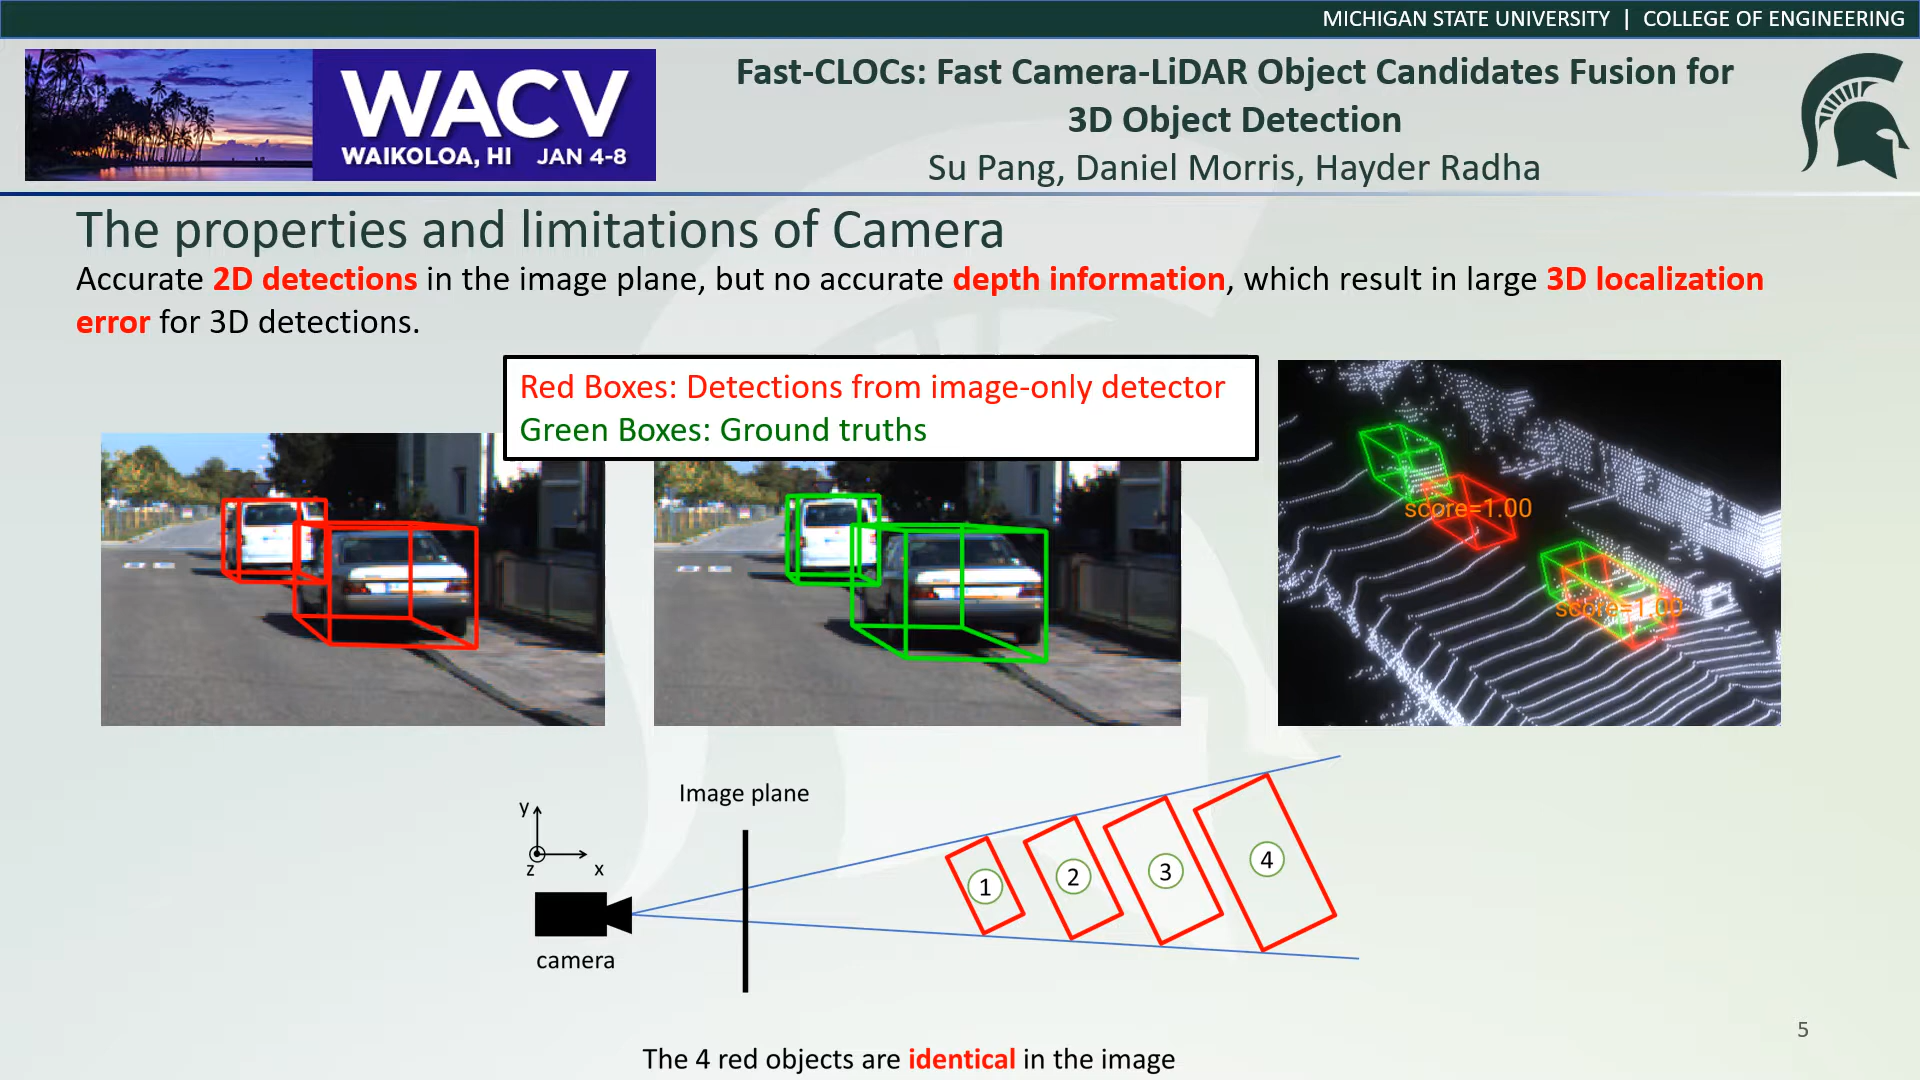 MICHIGAN STATE UNIVERSITY | COLLEGE OF ENGINEERING
WACV
WAIKOLOA, HI JAN 4-8
Fast-CLOCs: Fast Camera-LiDAR Object Candidates Fusion for
3D Object Detection
Su Pang, Daniel Morris, Hayder Radha
The properties and limitations of Camera
Accurate 2D detections in the image plane, but no accurate depth information, which result in large 3D localization
error for 3D detections.
Red Boxes: Detections from image-only detector
Green Boxes: Ground truths
score=1.00
score=1.00
Image plane
y
z
x
camera
1
2
3
4
The 4 red objects are identical in the image
5